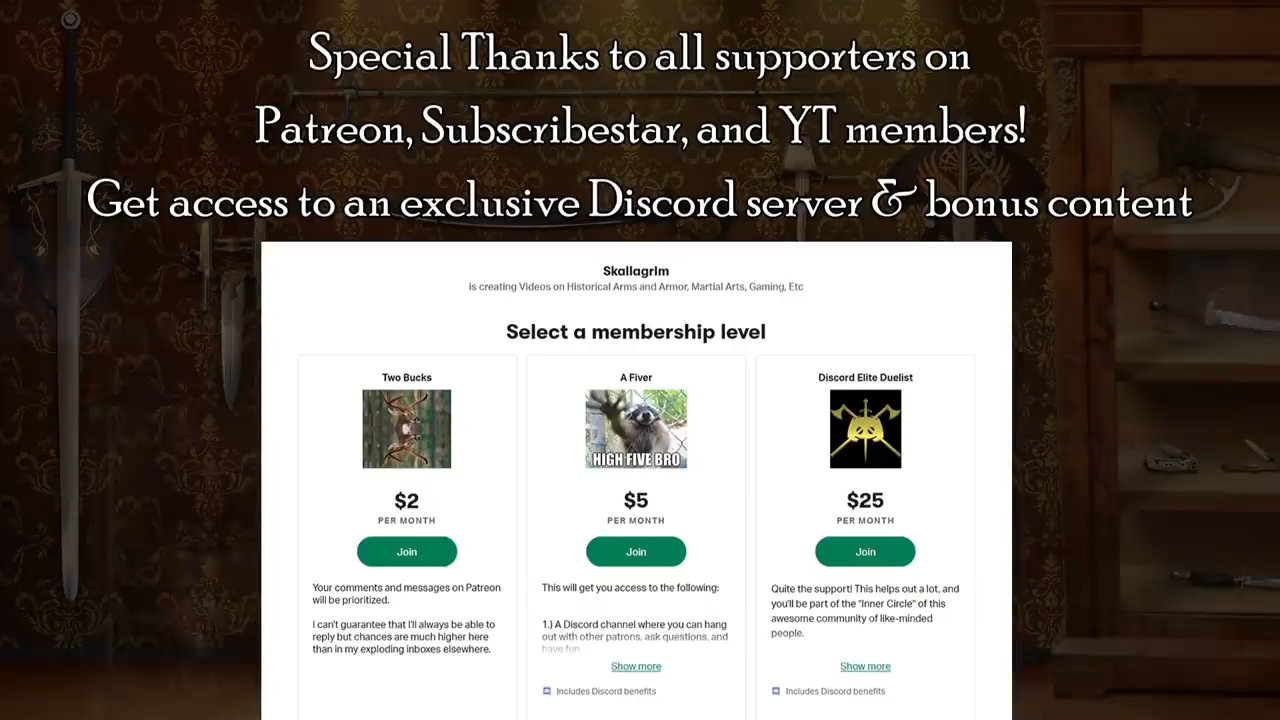 Special Thanks to all supporters on
Patreon, Subscribestar, and YT members!
Get access to an exclusive Discord server & bonus content
Skallagrim
is creating Videos on Historical Arms and Armor, Martial Arts, Gaming, Etc
Select a membership level
Two Bucks
$2
PER MONTH
Join
Your comments and messages on Patreon
will be prioritized.
I can't guarantee that I'll always be able to
reply but chances are much higher here
than in my exploding inboxes elsewhere.
A Fiver
HIGH FIVE BRO
$5
PER MONTH
Join
This will get you access to the following:
1.) A Discord channel where you can hang
out with other patrons, ask questions, and
have fun.
Show more
Includes Discord benefits
Discord Elite Duelist
$25
PER MONTH
Join
Quite the support! This helps out a lot, and
you'll be part of the "Inner Circle" of this
awesome community of like-minded
people.
Show more
Includes Discord benefits